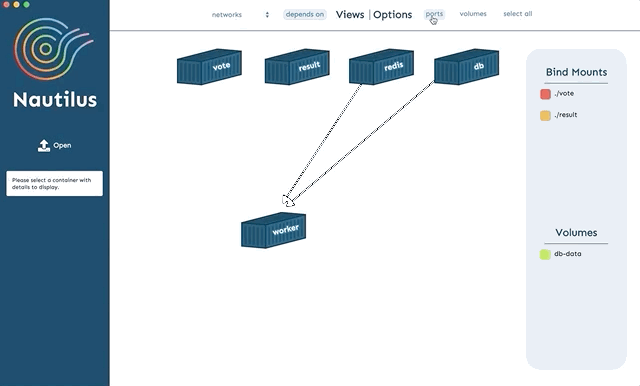 networks
depends on
Views | Options
ports
volumes
select all
Nautilus
Open
Please select a container with
details to display.
vote
result
redis
db
worker
Bind Mounts
./vote
./result
Volumes
db-data